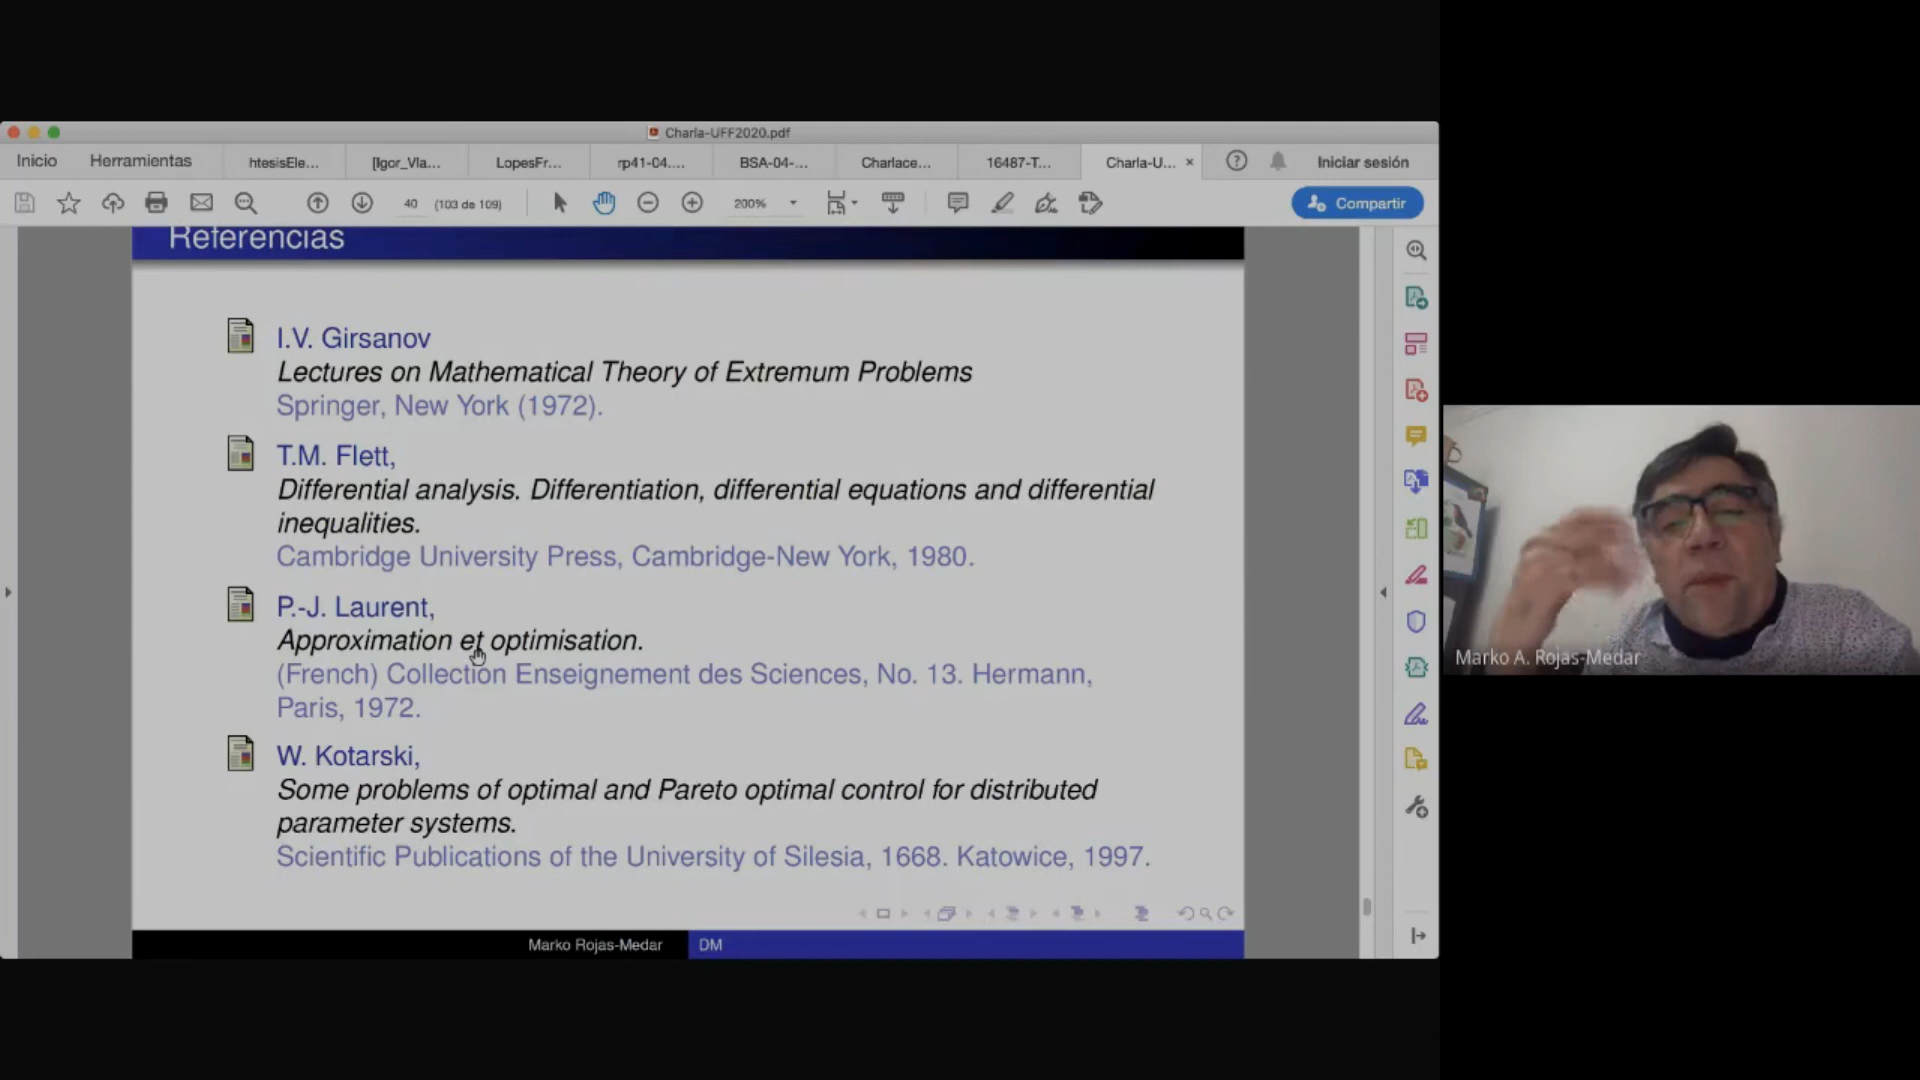 Charla-UFF2020.pdf
Inicio
Herramientas
htesisEle...
[Igor_Vla...
LopesFr...
rp41-04....
BSA-04-...
Charlace...
16487-T...
Charla-U... ×
?
Iniciar sesión
40
(103 de 109)
200%
Compartir
Referencias
I.V. Girsanov
Lectures on Mathematical Theory of Extremum Problems
Springer, New York (1972).
T.M. Flett,
Differential analysis. Differentiation, differential equations and differential
inequalities.
Cambridge University Press, Cambridge-New York, 1980.
P.-J. Laurent,
Approximation et optimisation.
(French) Collection Enseignement des Sciences, No. 13. Hermann,
Paris, 1972.
W. Kotarski,
Some problems of optimal and Pareto optimal control for distributed
parameter systems.
Scientific Publications of the University of Silesia, 1668. Katowice, 1997.
Marko Rojas-Medar
DM
Marko A. Rojas-Medar